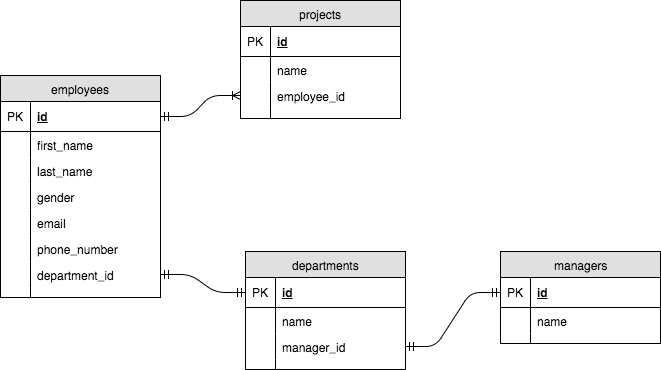 projects
PK id
name
employee_id
employees
PK id
first_name
last_name
gender
email
phone_number
department_id
departments
PK id
name
manager_id
managers
PK id
name